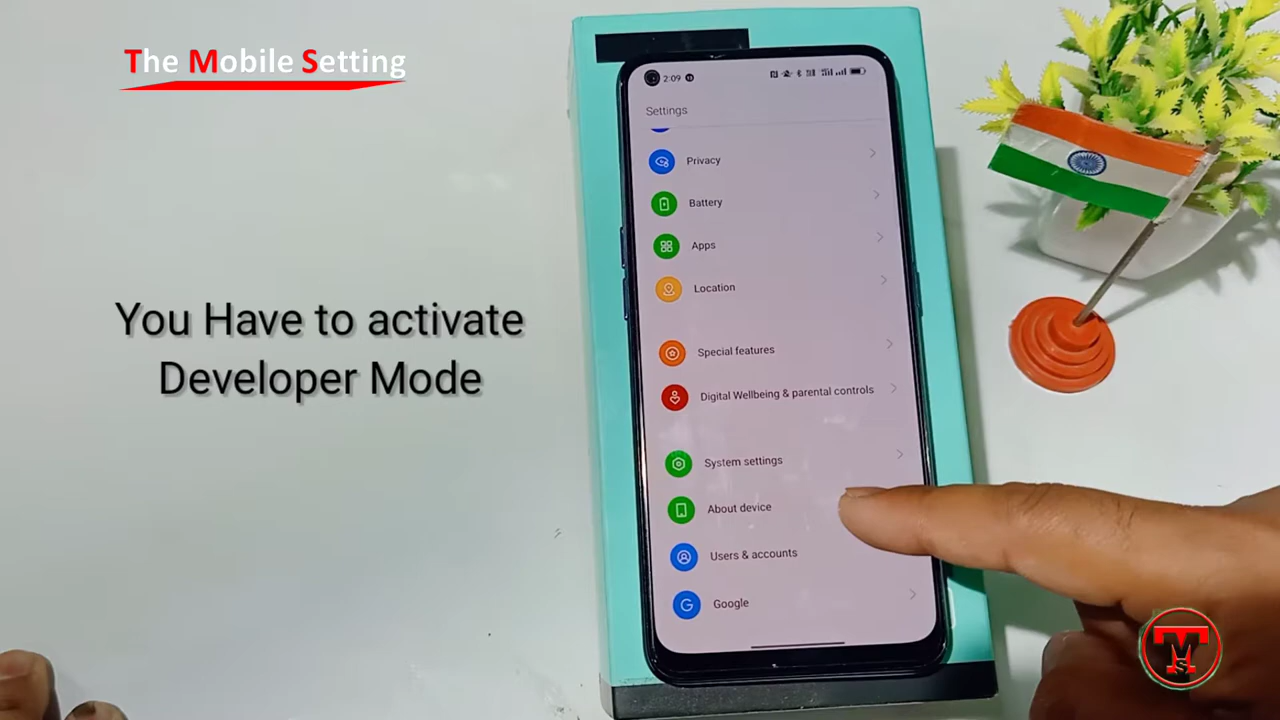 The Mobile Setting
2:09
Settings
Privacy
Battery
Apps
Location
Special features
Digital Wellbeing & parental controls
System settings
About device
Users & accounts
Google
You Have to activate
Developer Mode
TMS